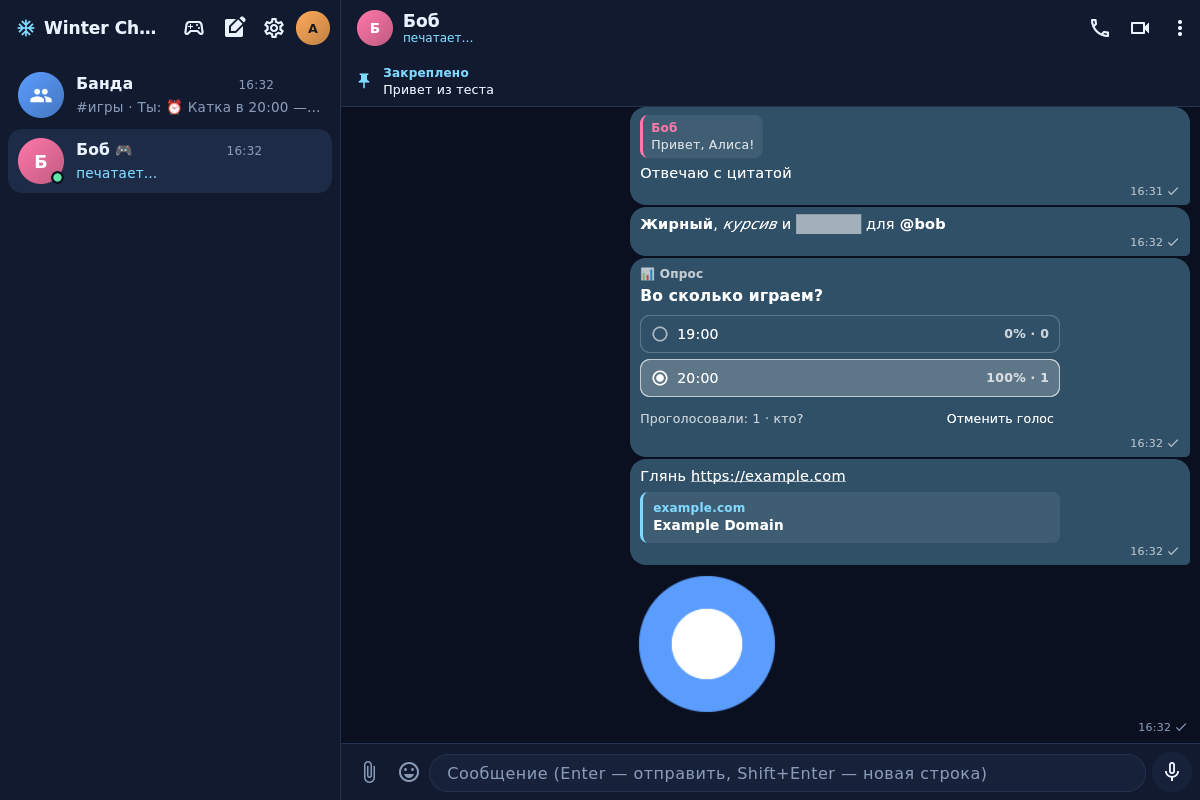 Winter Ch…
А
Банда
16:32
#игры · Ты: ⏰ Катка в 20:00 —…
Б
Боб 🎮
16:32
печатает…
Б
Боб
печатает…
Закреплено
Привет из теста
Боб
Привет, Алиса!
Отвечаю с цитатой
16:31
Жирный, курсив и для @bob
16:32
📊 Опрос
Во сколько играем?
19:00 0% · 0
20:00 100% · 1
Проголосовали: 1 · кто? Отменить голос
16:32
Глянь https://example.com
example.com
Example Domain
16:32
16:32
Сообщение (Enter — отправить, Shift+Enter — новая строка)